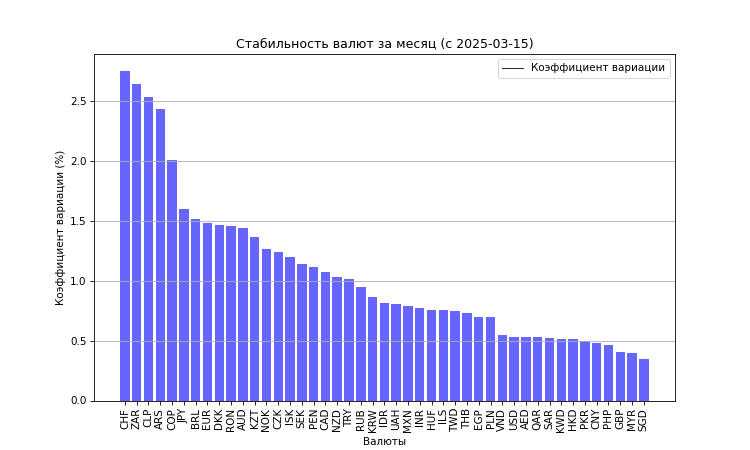 Стабильность валют за месяц (с 2025-03-15)
Коэффициент вариации
Коэффициент вариации (%)
2.5
2.0
1.5
1.0
0.5
0.0
CHF ZAR CLP ARS COP JPY BRL EUR DKK RON AUD KZT NOK CZK ISK SEK PEN CAD NZD TRY RUB KRW IDR UAH MXN INR HUF ILS TWD THB EGP PLN VND USD AED QAR SAR KWD HKD PKR CNY PHP GBP MYR SGD
Валюты